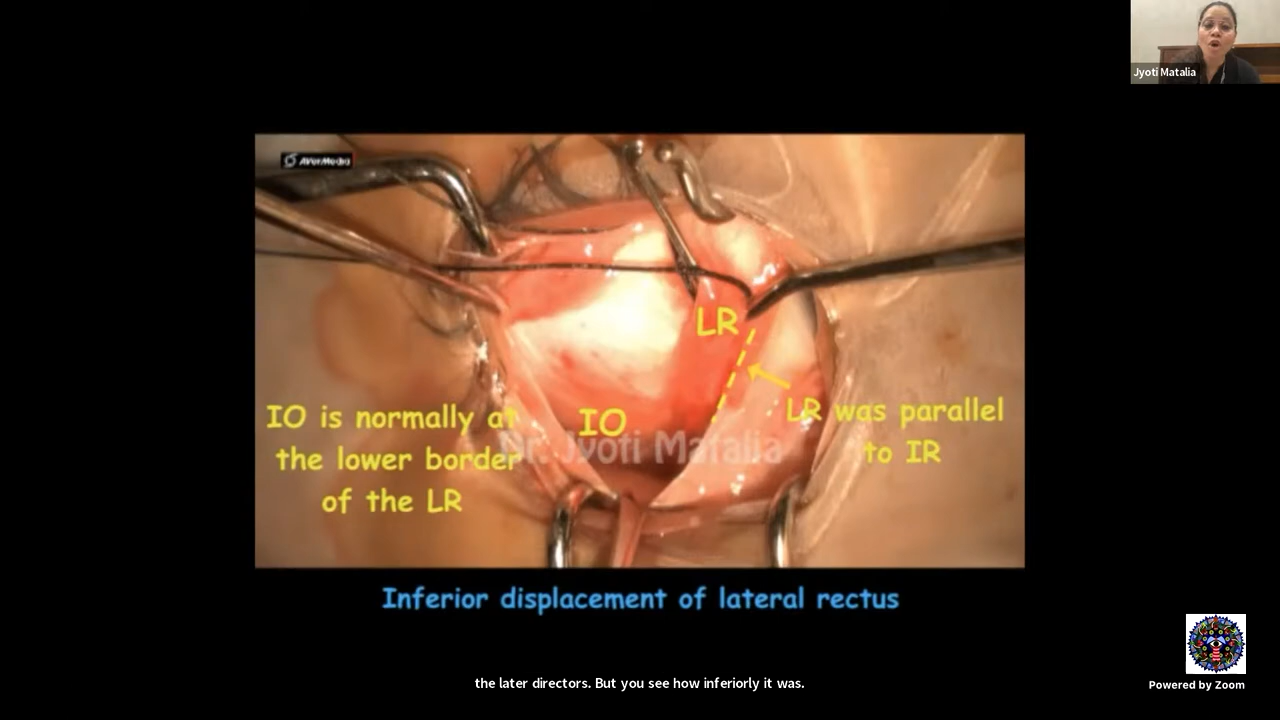 Jyoti Matalia
AVerMedia
LR
IO is normally at
the lower border
of the LR
IO
LR was parallel
to IR
Dr. Jyoti Matalia
Inferior displacement of lateral rectus
the later directors. But you see how inferiorly it was.
Powered by Zoom